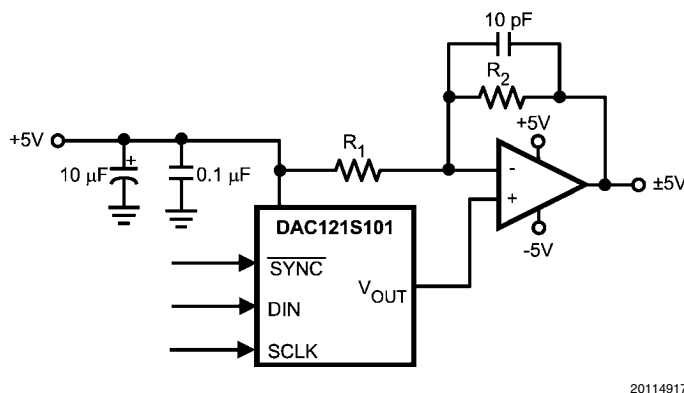 10 pF
R2
+5V
+5V
R1
10 µF
+
0.1 µF
-
+
±5V
-5V
DAC121S101
SYNC
VOUT
DIN
SCLK
20114917